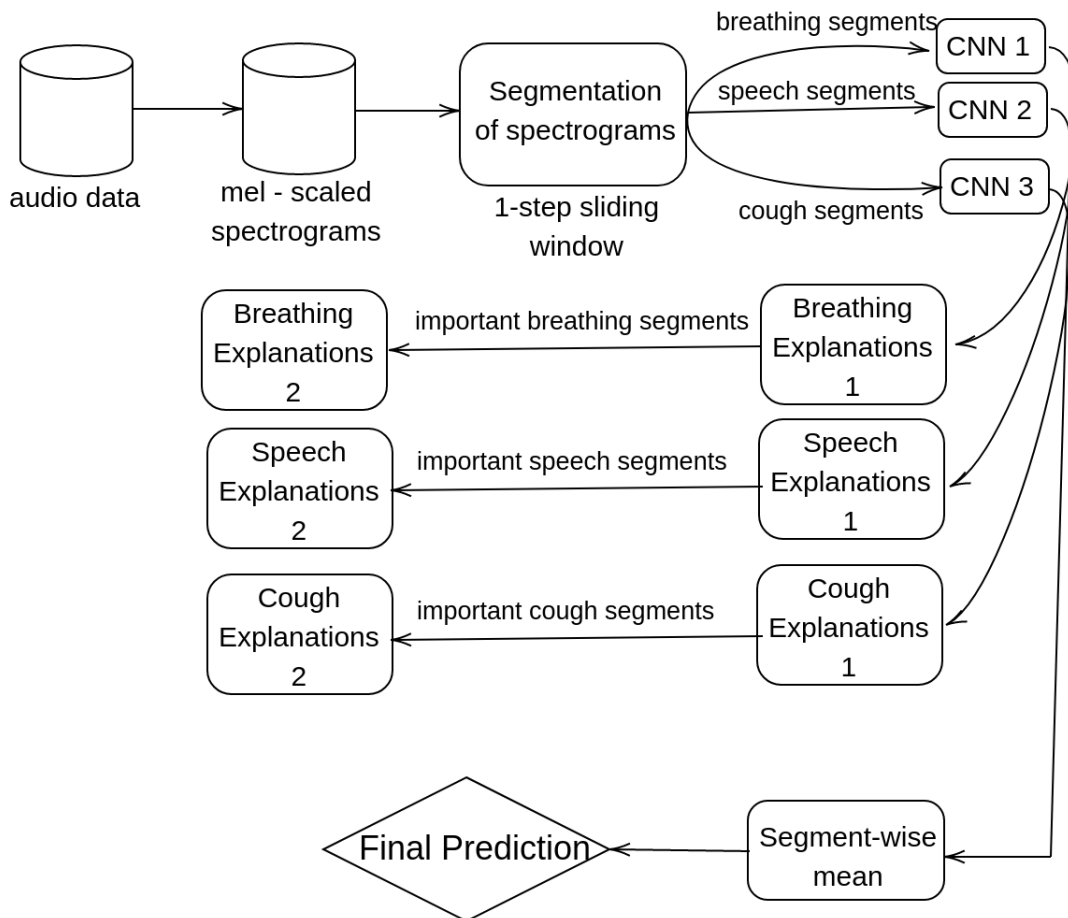 breathing segments
CNN 1
Segmentation
of spectrograms
speech segments
CNN 2
CNN 3
cough segments
audio data
mel - scaled
spectrograms
1-step sliding
window
Breathing
Explanations
2
important breathing segments
Breathing
Explanations
1
Speech
Explanations
2
important speech segments
Speech
Explanations
1
Cough
Explanations
2
important cough segments
Cough
Explanations
1
Final Prediction
Segment-wise
mean